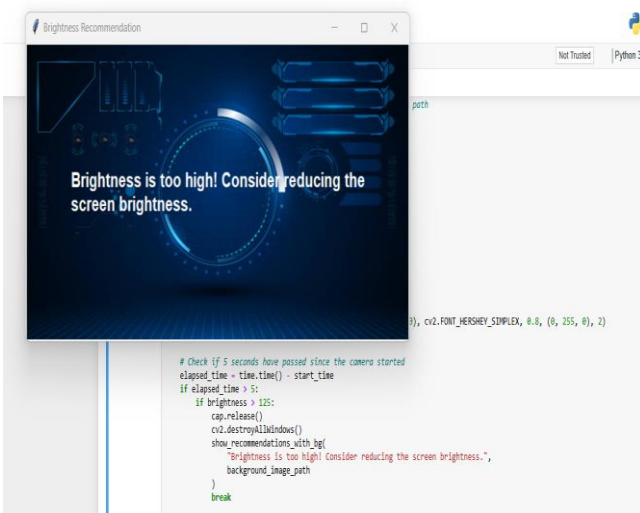 Brightness Recommendation
Not Trusted
Python 3
path
Brightness is too high! Consider reducing the
screen brightness.
), cv2.FONT_HERSHEY_SIMPLEX, 0.8, (0, 255, 0), 2)
# Check if 5 seconds have passed since the camera started
elapsed_time = time.time() - start_time
if elapsed_time > 5:
if brightness > 125:
cap.release()
cv2.destroyAllWindows()
show_recommendations_with_bg(
"Brightness is too high! Consider reducing the screen brightness.",
background_image_path
)
break